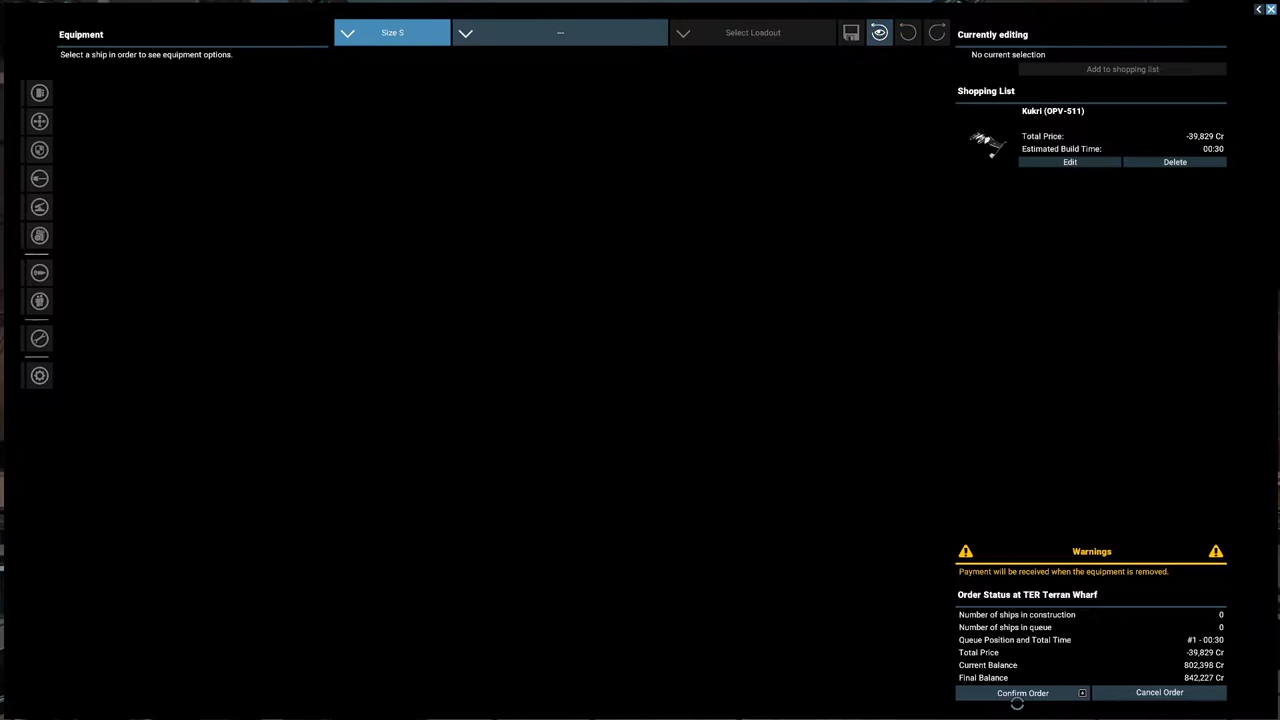 Equipment
Select a ship in order to see equipment options.
Size S
---
Select Loadout
Currently editing
No current selection
Add to shopping list
Shopping List
Kukri (OPV-511)
Total Price: -39,829 Cr
Estimated Build Time: 00:30
Edit Delete
Warnings
Payment will be received when the equipment is removed.
Order Status at TER Terran Wharf
Number of ships in construction 0
Number of ships in queue 0
Queue Position and Total Time #1 - 00:30
Total Price -39,829 Cr
Current Balance 802,398 Cr
Final Balance 842,227 Cr
Confirm Order Cancel Order